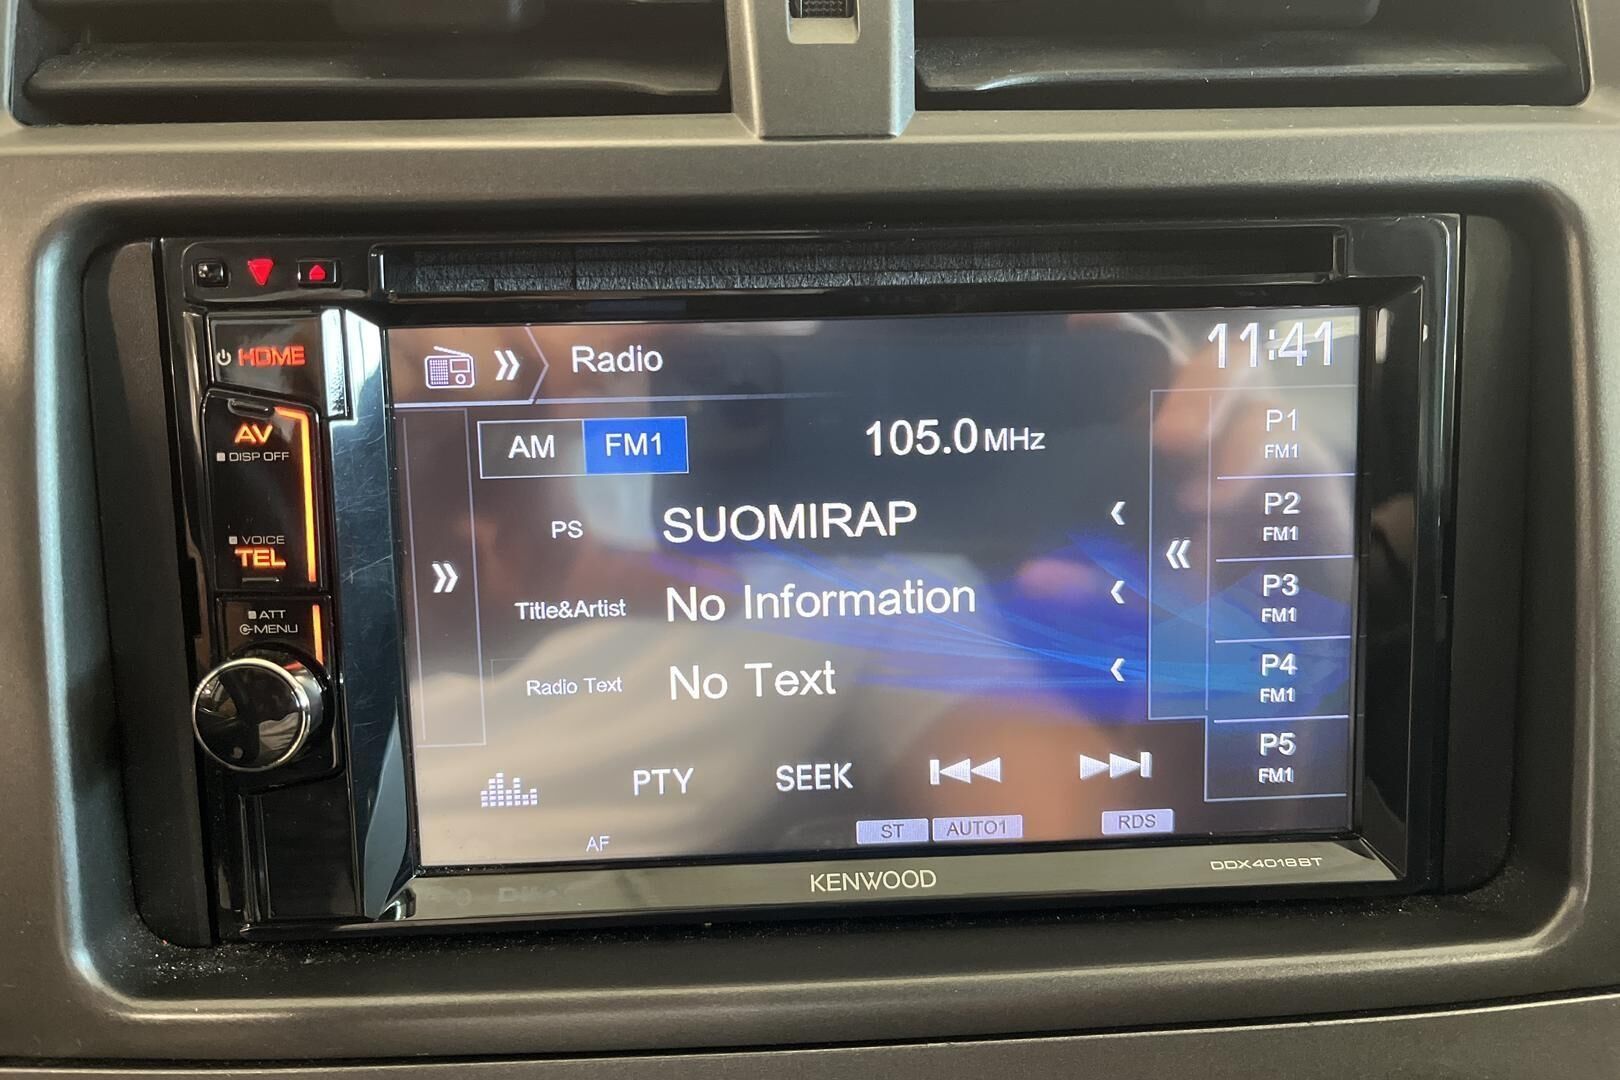 HOME
AV
DISP OFF
VOICE
TEL
ATT
MENU
Radio
11:41
AM FM1
105.0 MHz
PS SUOMIRAP
Title&Artist No Information
Radio Text No Text
P1
FM1
P2
FM1
P3
FM1
P4
FM1
P5
FM1
PTY SEEK
AF ST AUTO1 RDS
KENWOOD
DDX4016BT